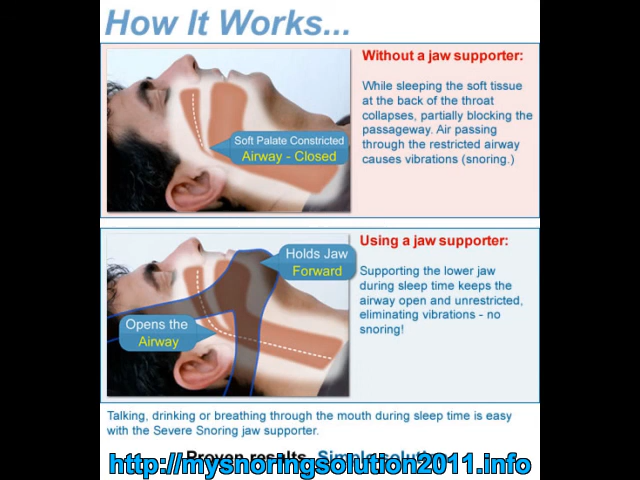 How It Works...
Without a jaw supporter:
While sleeping the soft tissue
at the back of the throat
collapses, partially blocking the
passageway. Air passing
through the restricted airway
causes vibrations (snoring.)
Soft Palate Constricted
Airway - Closed
Using a jaw supporter:
Holds Jaw
Forward
Supporting the lower jaw
during sleep time keeps the
airway open and unrestricted,
eliminating vibrations - no
snoring!
Opens the
Airway
Talking, drinking or breathing through the mouth during sleep time is easy
with the Severe Snoring jaw supporter.
Proven results. Simple solution
http://mysnoringsolution2011.info